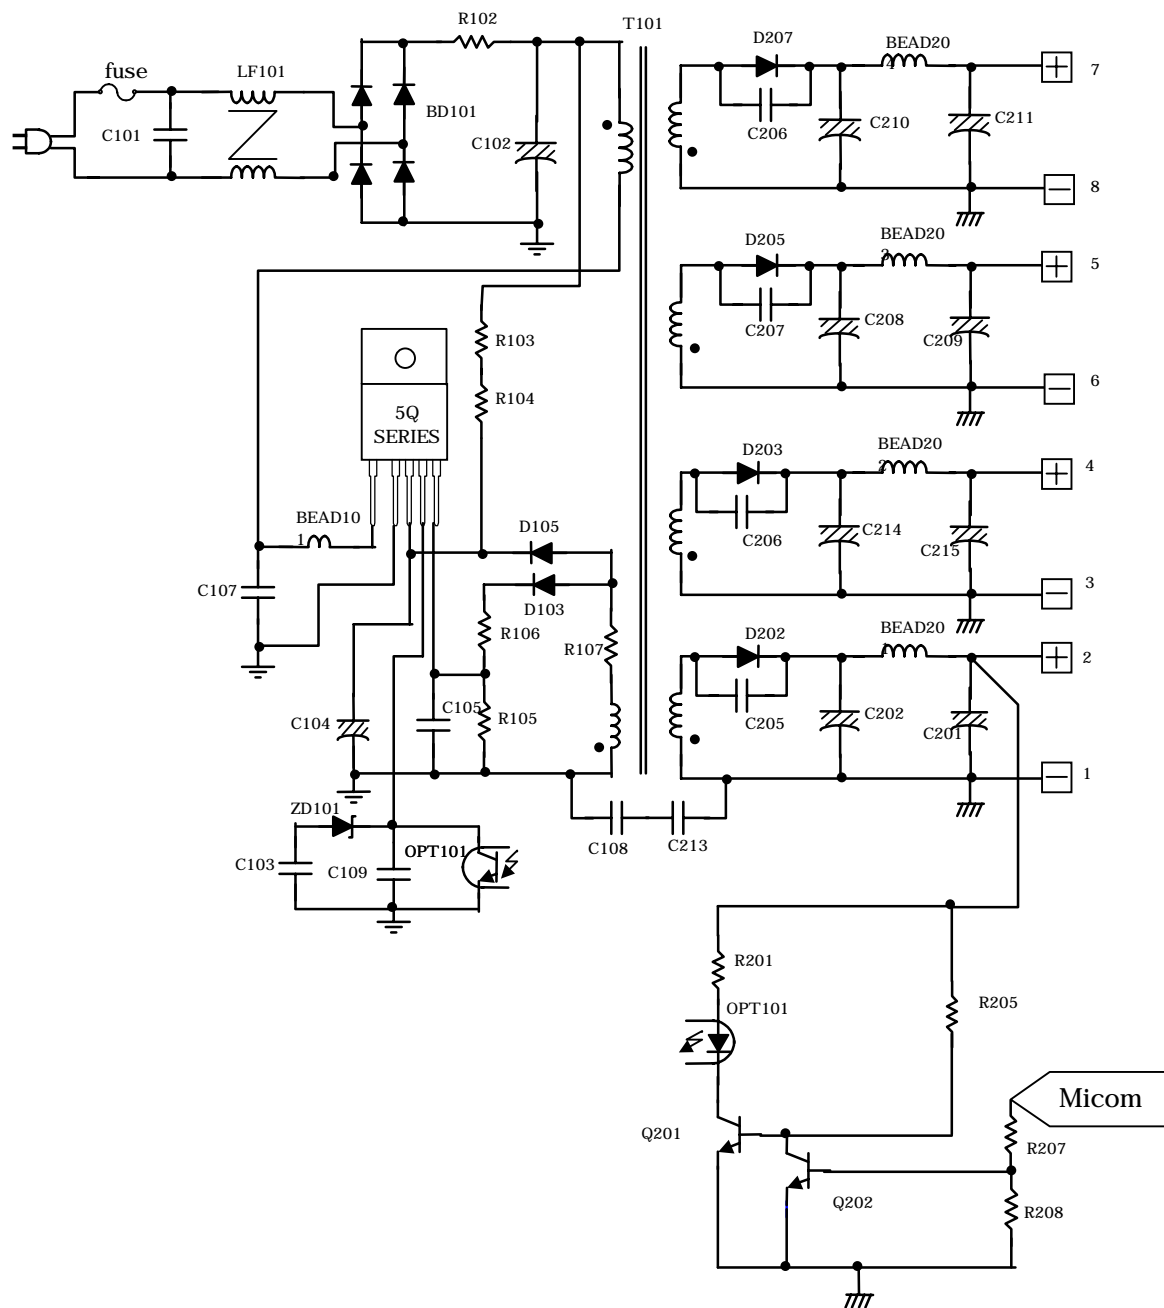 T101
R102
D207
BEAD20
4
7
fuse
LF101
BD101
C101
C102
C206
C210
C211
8
D205
BEAD20
3
5
C207
C208
C209
6
R103
R104
5Q
SERIES
D203
BEAD20
2
4
BEAD10
1
C206
C214
C215
3
D105
C107
D103
R106
R107
D202
BEAD20
1
2
C104
C105
R105
C205
C202
C201
1
ZD101
C103
C109
OPT101
C108
C213
R201
OPT101
R205
Micom
Q201
R207
Q202
R208